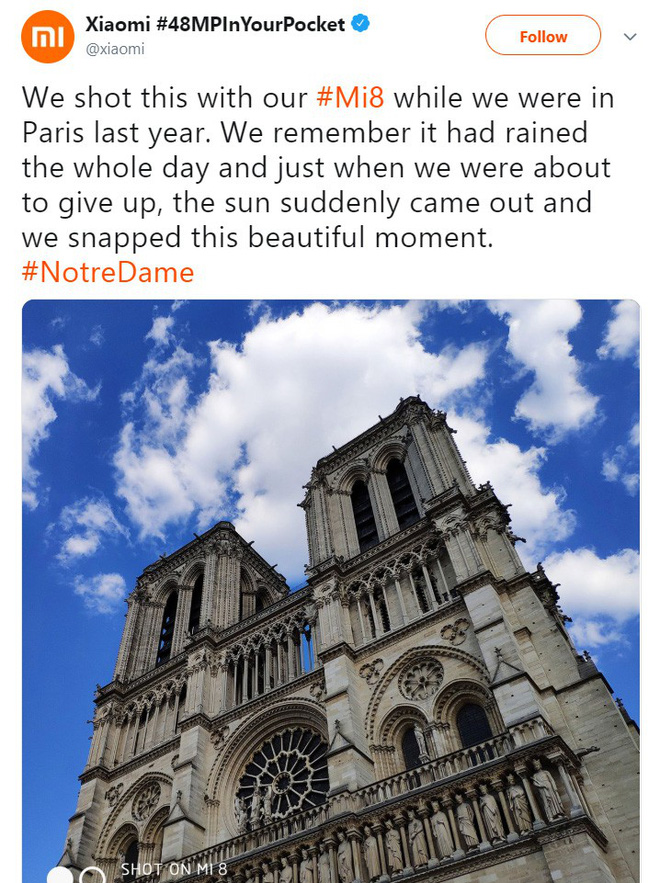 mi
Xiaomi #48MPInYourPocket
@xiaomi
Follow
We shot this with our #Mi8 while we were in
Paris last year. We remember it had rained
the whole day and just when we were about
to give up, the sun suddenly came out and
we snapped this beautiful moment.
#NotreDame
SHOT ON MI 8